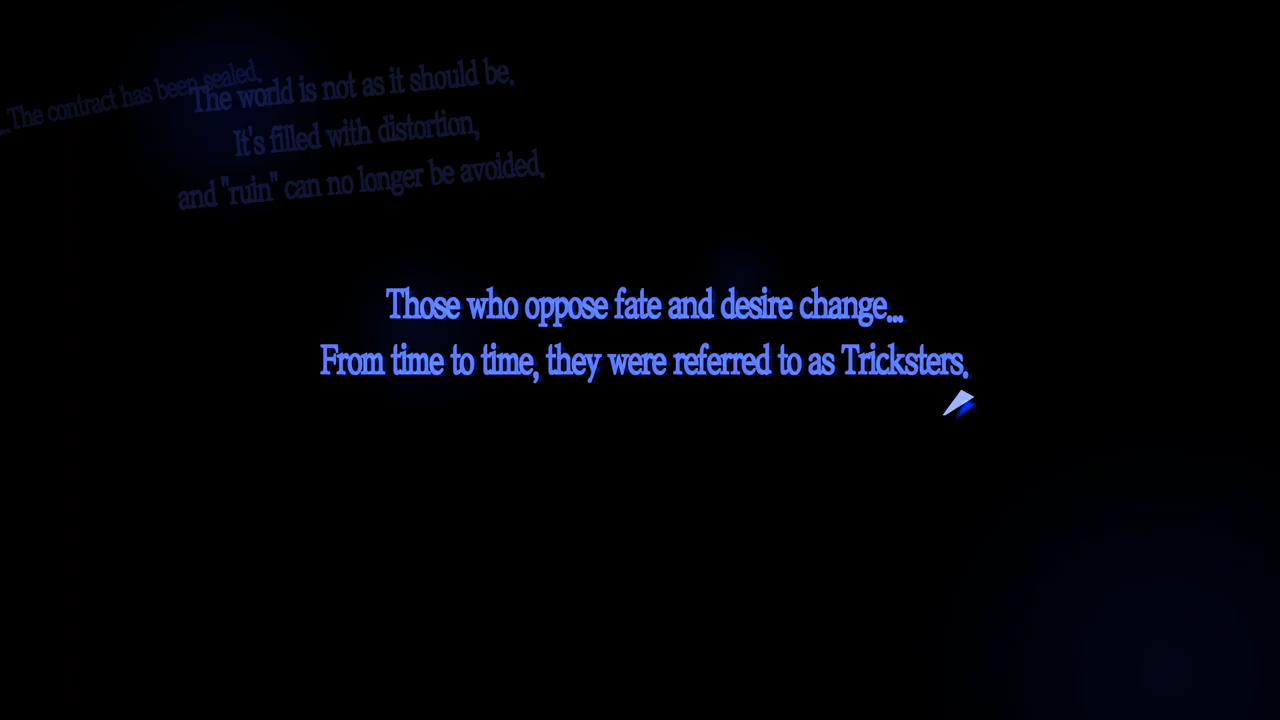 ...The contract has been sealed.
The world is not as it should be.
It's filled with distortion,
and "ruin" can no longer be avoided.
Those who oppose fate and desire change...
From time to time, they were referred to as Tricksters.